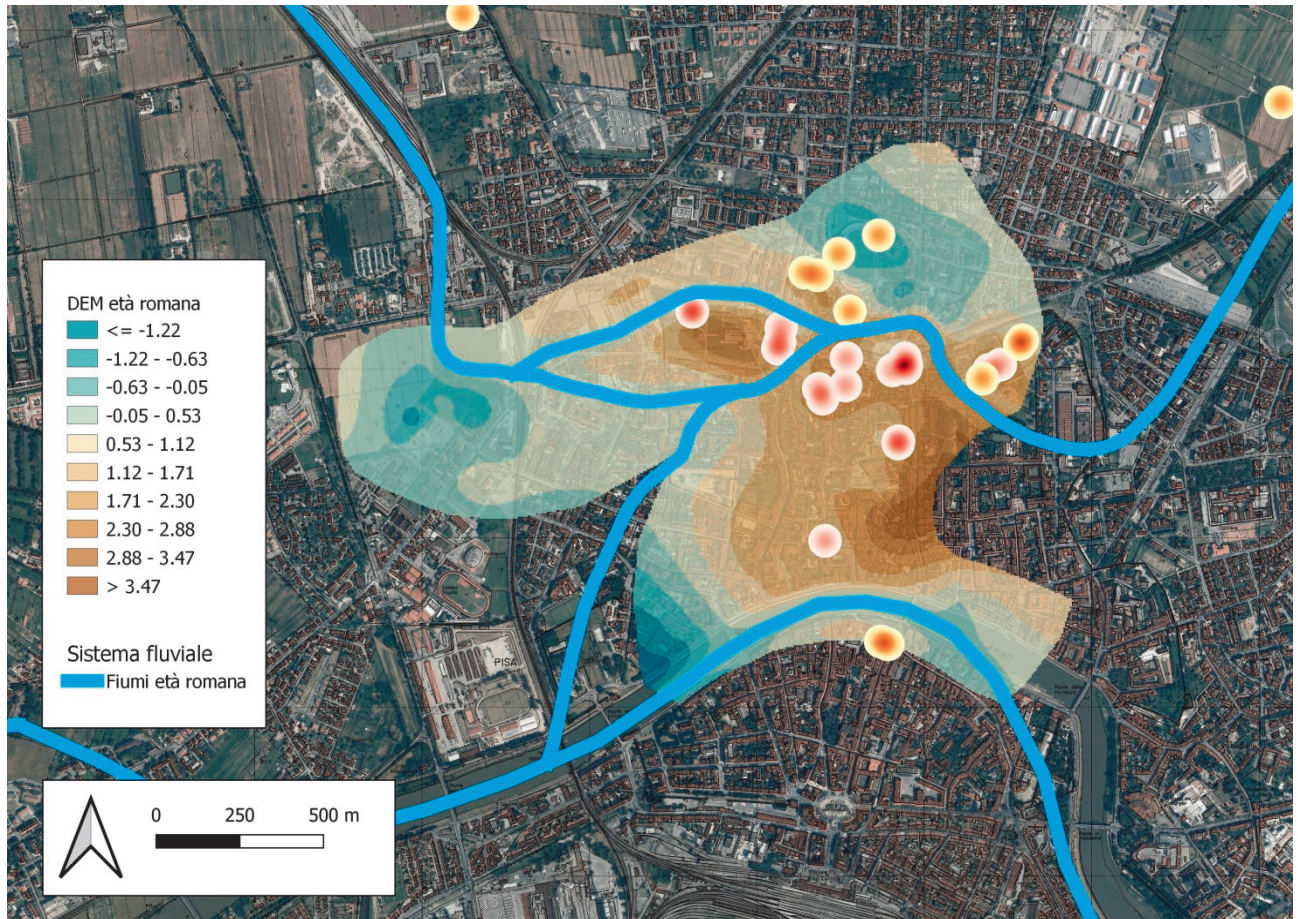 DEM età romana
<= -1.22
-1.22 - -0.63
-0.63 - -0.05
-0.05 - 0.53
0.53 - 1.12
1.12 - 1.71
1.71 - 2.30
2.30 - 2.88
2.88 - 3.47
> 3.47
Sistema fluviale
Fiumi età romana
PISA
ARNO
0 250 500 m